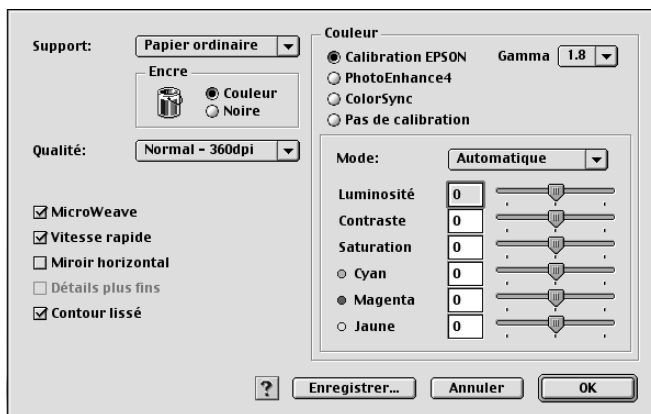 Support: Papier ordinaire
Encre
Couleur
Noire
Qualité: Normal - 360dpi
MicroWeave
Vitesse rapide
Miroir horizontal
Détails plus fins
Contour lissé
Couleur
Calibration EPSON Gamma 1.8
PhotoEnhance4
ColorSync
Pas de calibration
Mode: Automatique
Luminosité 0
Contraste 0
Saturation 0
Cyan 0
Magenta 0
Jaune 0
? Enregistrer... Annuler OK